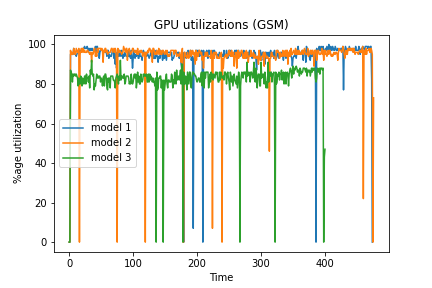 GPU utilizations (GSM)
100
80
60
40
20
0
%age utilization
model 1
model 2
model 3
0
100
200
300
400
Time